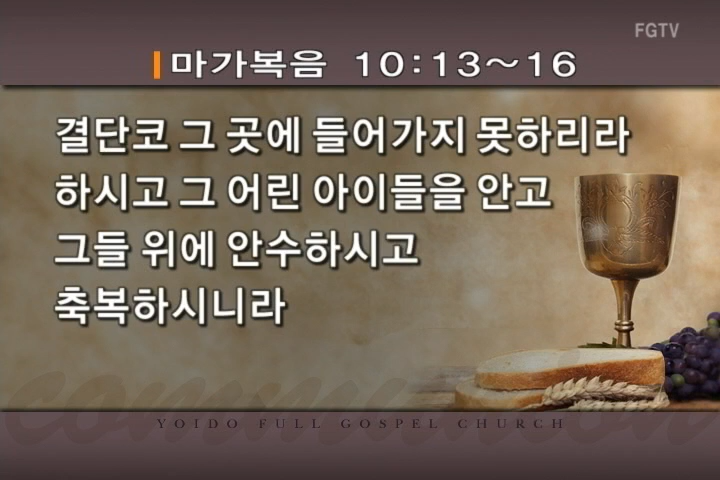 FGTV
마가복음 10:13~16
결단코 그 곳에 들어가지 못하리라
하시고 그 어린 아이들을 안고
그들 위에 안수하시고
축복하시니라
communion
YOIDO FULL GOSPEL CHURCH